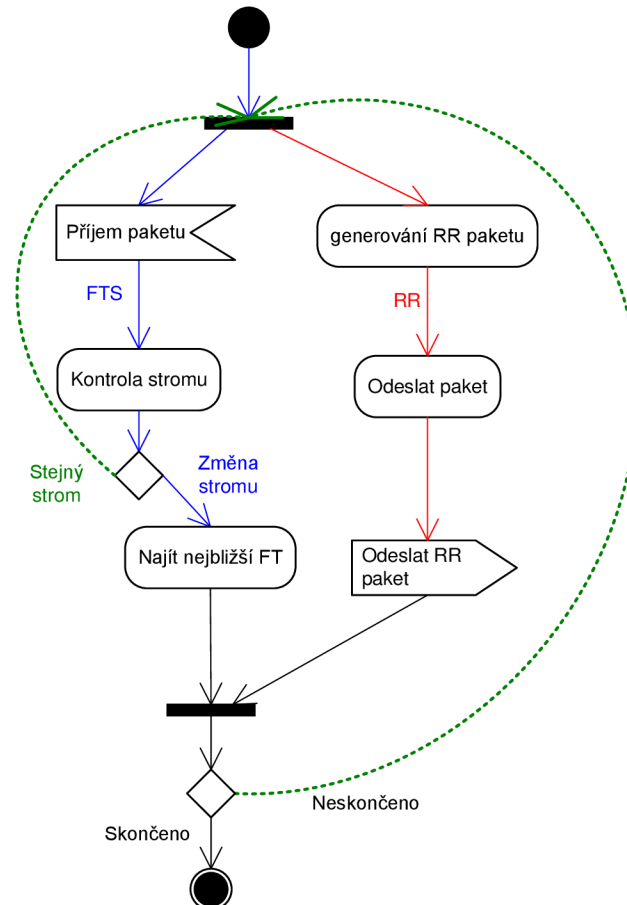 Příjem paketu
generování RR paketu
FTS
RR
Kontrola stromu
Odeslat paket
Stejný
strom
Změna
stromu
Najít nejbližší FT
Odeslat RR
paket
Neskončeno
Skončeno